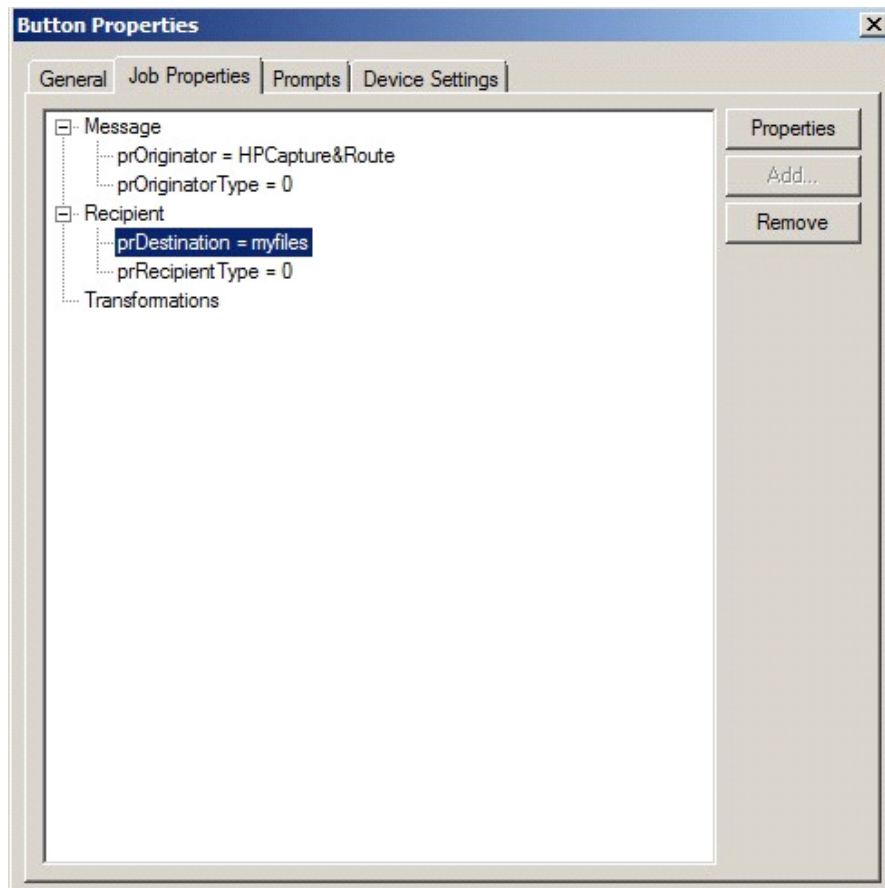 Button Properties
General Job Properties Prompts Device Settings
Message
prOriginator = HPCapture&Route
prOriginatorType = 0
Recipient
prDestination = myfiles
prRecipientType = 0
Transformations
Properties
Add...
Remove